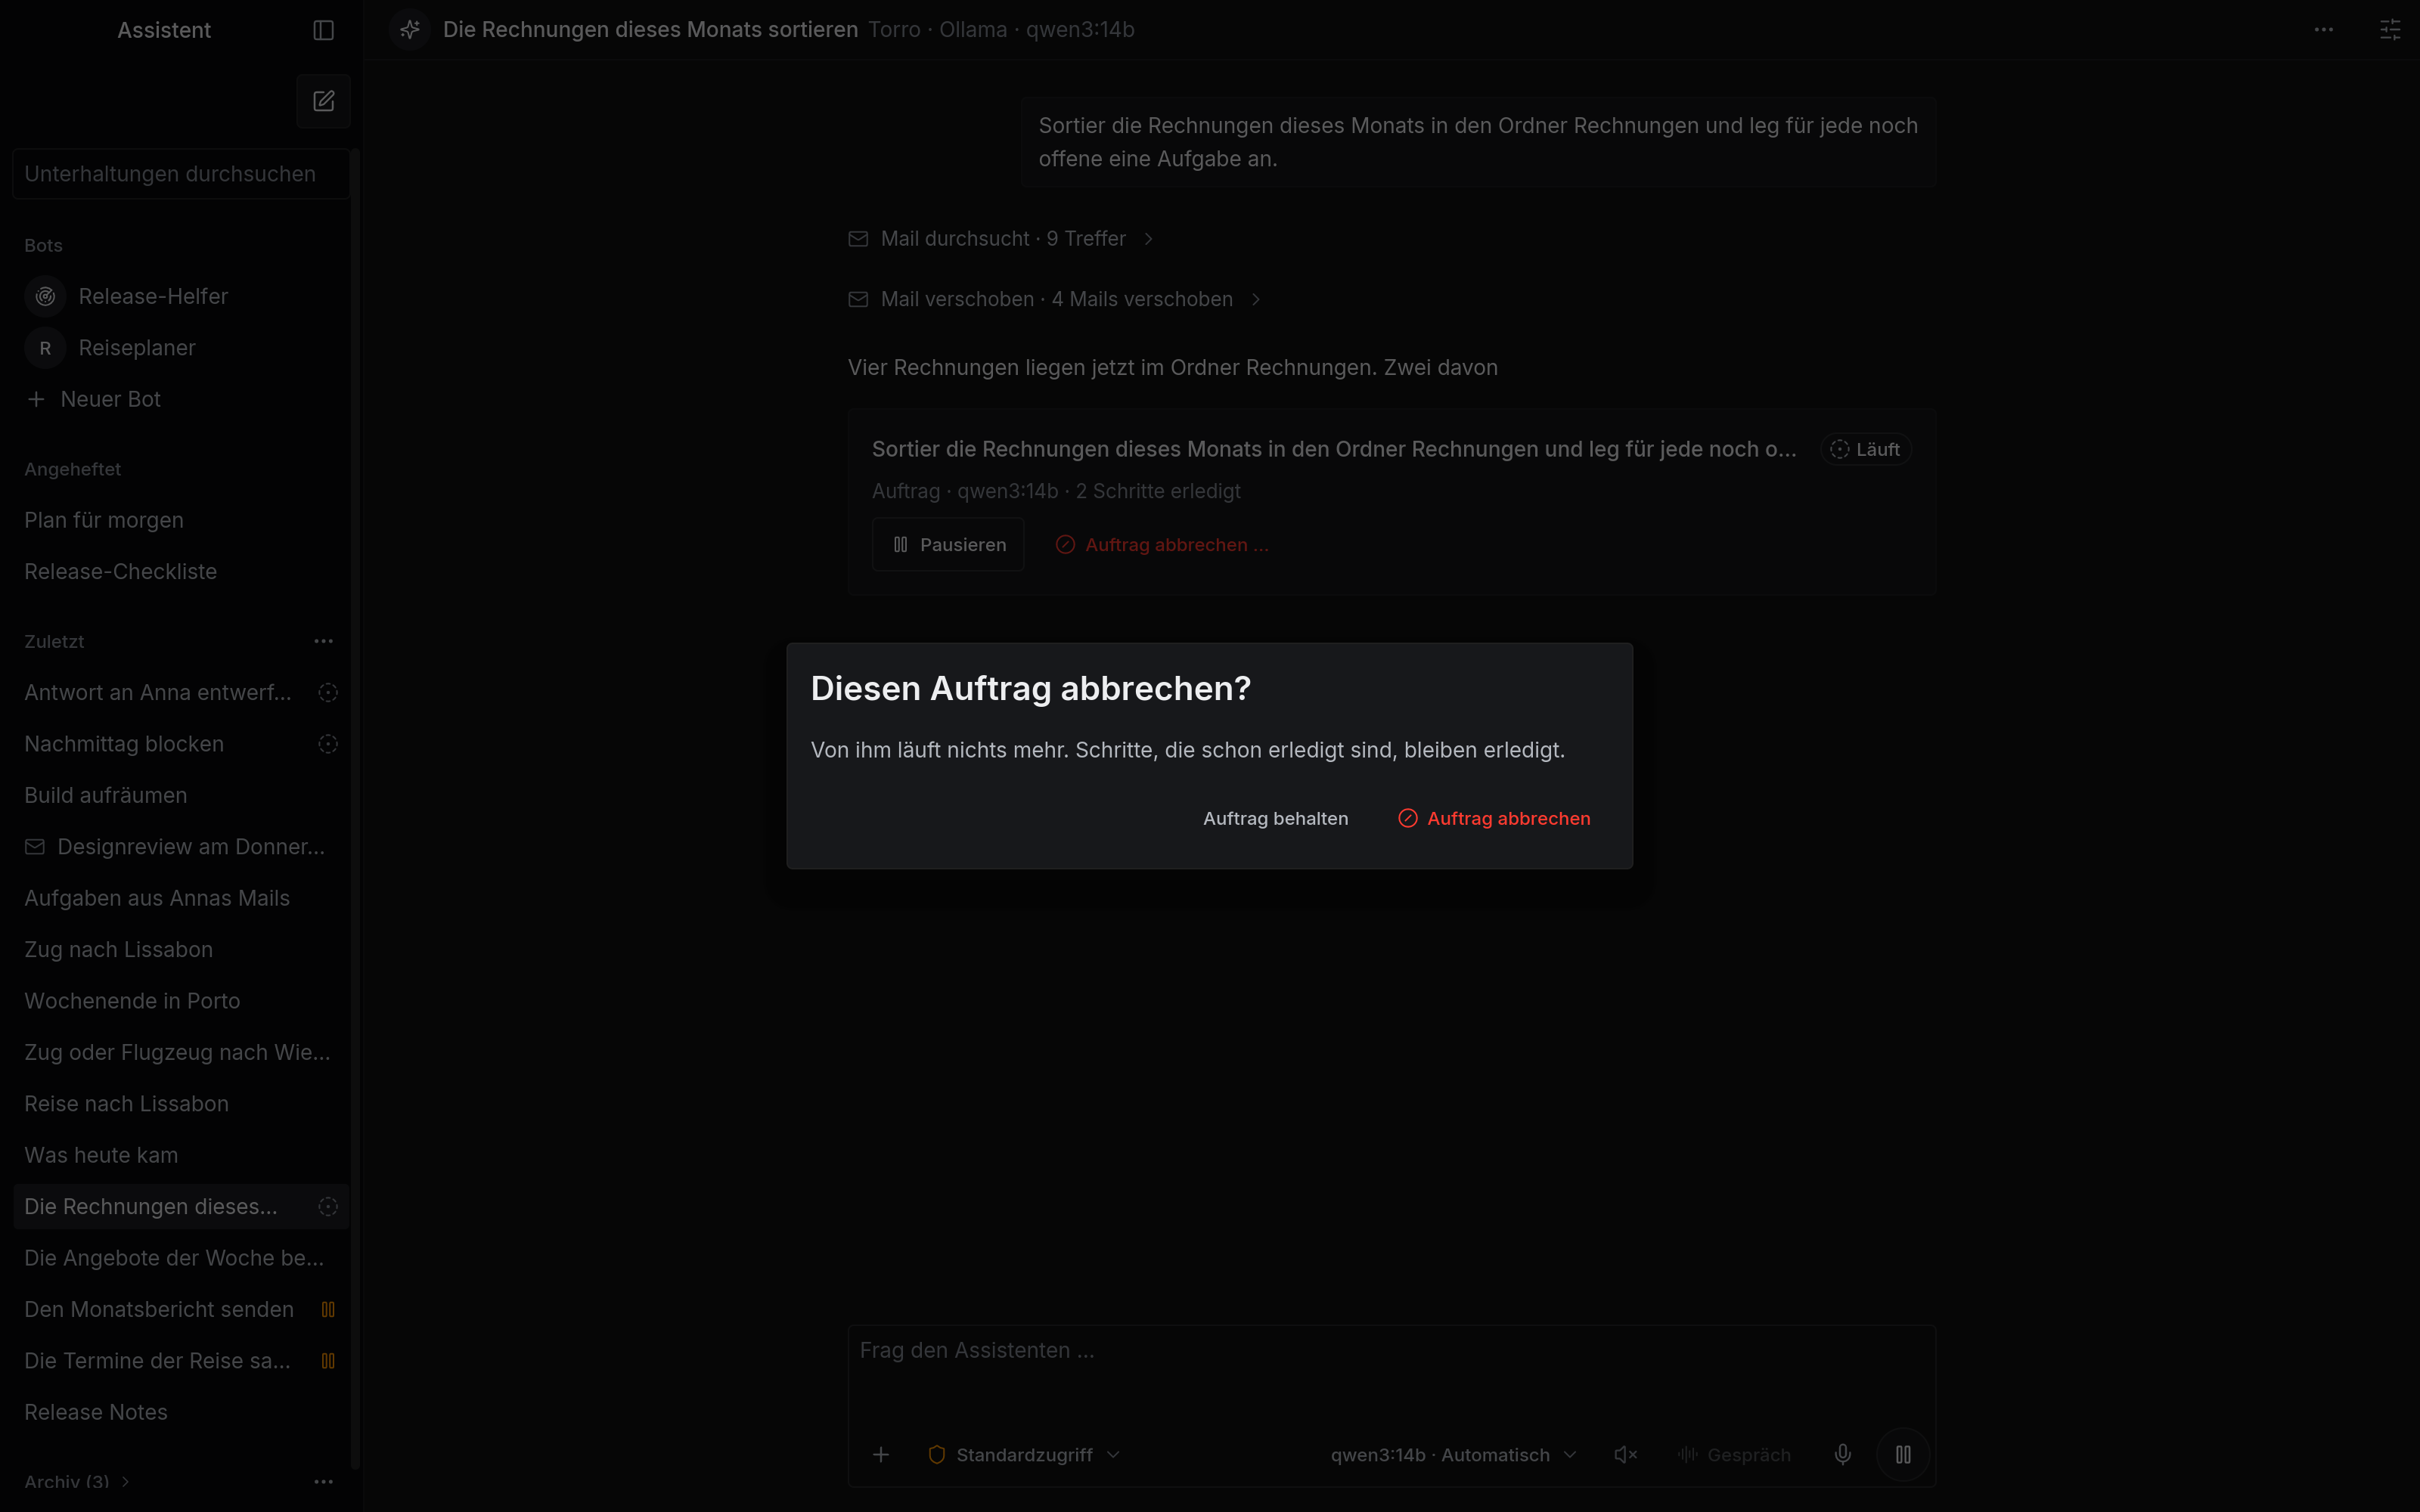 Assistent
Unterhaltungen durchsuchen
Bots
Release-Helfer
R
Reiseplaner
Neuer Bot
Angeheftet
Plan für morgen
Release-Checkliste
Zuletzt
Antwort an Anna entwerf...
Nachmittag blocken
Build aufräumen
Designreview am Donner...
Aufgaben aus Annas Mails
Zug nach Lissabon
Wochenende in Porto
Zug oder Flugzeug nach Wie...
Reise nach Lissabon
Was heute kam
Die Rechnungen dieses...
Die Angebote der Woche be...
Den Monatsbericht senden
Die Termine der Reise sa...
Release Notes
Archiv (3)
Die Rechnungen dieses Monats sortieren Torro · Ollama · qwen3:14b
Sortier die Rechnungen dieses Monats in den Ordner Rechnungen und leg für jede noch
offene eine Aufgabe an.
Mail durchsucht · 9 Treffer
Mail verschoben · 4 Mails verschoben
Vier Rechnungen liegen jetzt im Ordner Rechnungen. Zwei davon
Sortier die Rechnungen dieses Monats in den Ordner Rechnungen und leg für jede noch o...
Läuft
Auftrag · qwen3:14b · 2 Schritte erledigt
Pausieren
Auftrag abbrechen ...
Diesen Auftrag abbrechen?
Von ihm läuft nichts mehr. Schritte, die schon erledigt sind, bleiben erledigt.
Auftrag behalten
Auftrag abbrechen
Frag den Assistenten ...
Standardzugriff
qwen3:14b · Automatisch
Gespräch